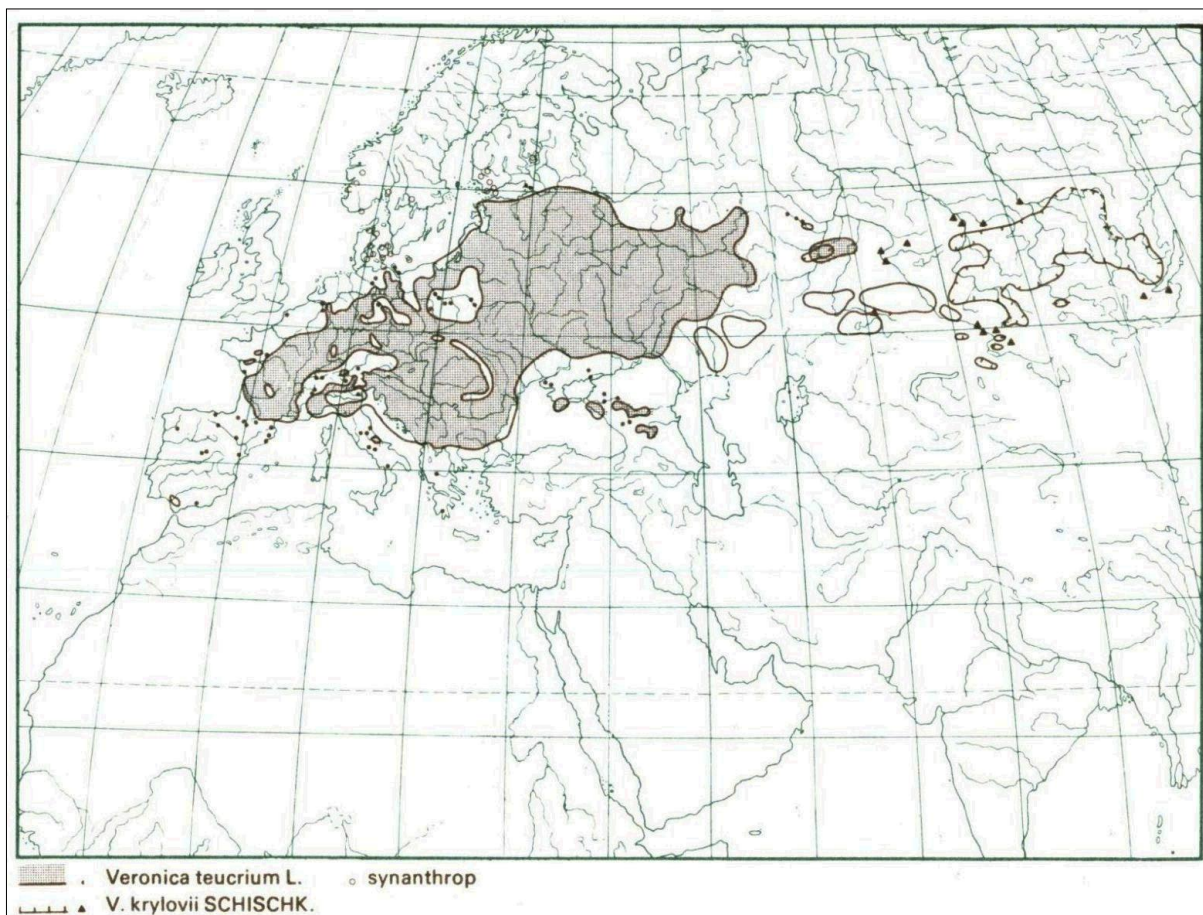 . Veronica teucrium L. ◦ synanthrop
▲ V. krylovii SCHISCHK.